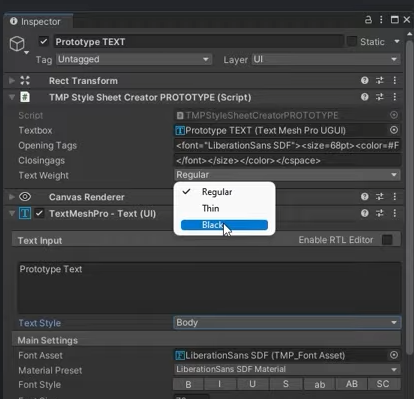 Inspector
Prototype TEXT
Static
Tag Untagged Layer UI
Rect Transform
TMP Style Sheet Creator PROTOTYPE (Script)
Script TMPStyleSheetCreatorPROTOTYPE
Textbox Prototype TEXT (Text Mesh Pro UGUI)
Opening Tags <font="LiberationSans SDF"><size=68pt><color=#F
Closingags </font></size></color></cspace>
Text Weight Regular
Regular
Thin
Black
Canvas Renderer
TextMeshPro - Text (UI)
Text Input Enable RTL Editor
Prototype Text
Text Style Body
Main Settings
Font Asset LiberationSans SDF (TMP_Font Asset)
Material Preset LiberationSans SDF Material
Font Style B I U S ab AB SC